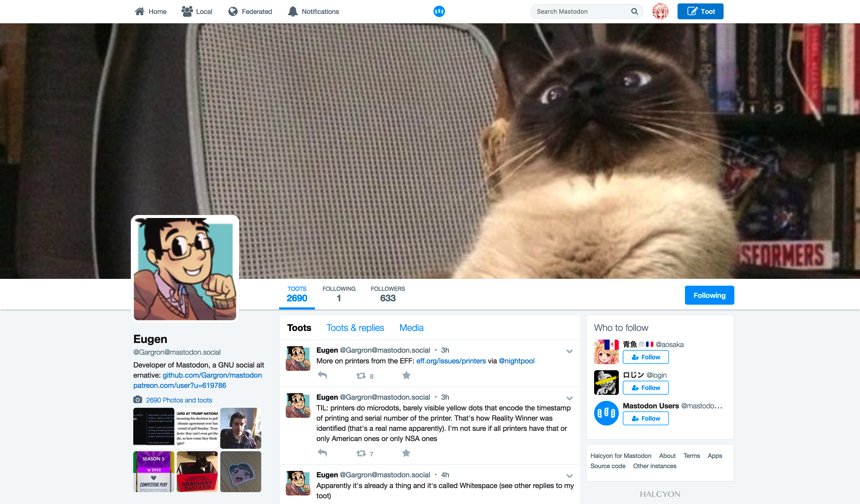 Home Local Federated Notifications Search Mastodon Toot
SFORMERS
TOOTS FOLLOWING FOLLOWERS
2690 1 633
Following
Eugen
@Gargron@mastodon.social
Developer of Mastodon, a GNU social alt
ernative: github.com/Gargron/mastodon
patreon.com/user?u=619786
2690 Photos and toots
SEASON 5
COMPETITIVE PLAY
Toots Toots & replies Media
Eugen @Gargron@mastodon.social · 3h
More on printers from the EFF: eff.org/issues/printers via @nightpool
8
Eugen @Gargron@mastodon.social · 3h
TIL: printers do microdots, barely visible yellow dots that encode the timestamp
of printing and serial number of the printer. That's how Reality Winner was
identified (that's a real name apparently). I'm not sure if all printers have that or
only American ones or only NSA ones
7
Eugen @Gargron@mastodon.social · 4h
Apparently it's already a thing and it's called Whitespace (see other replies to my
toot)
Who to follow
青魚 @aosaka
Follow
ロじン @login
Follow
Mastodon Users @mastodo...
Follow
Halcyon for Mastodon About Terms Apps
Source code Other instances
HALCYON